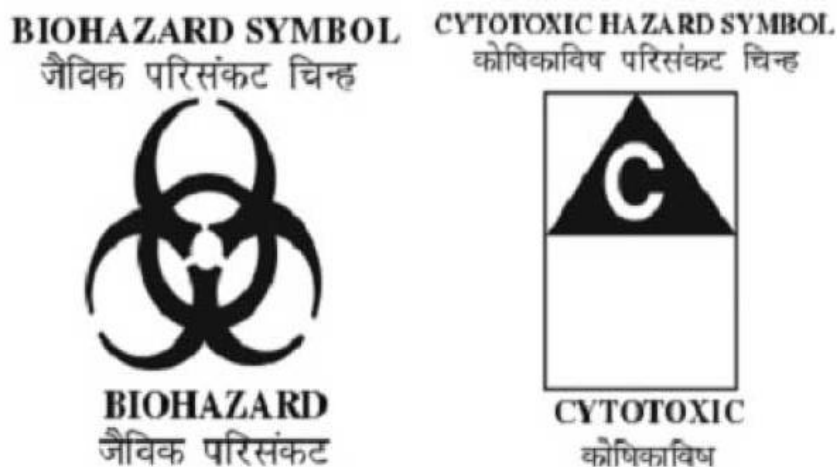 BIOHAZARD SYMBOL
जैविक परिसंकट चिन्ह
BIOHAZARD
जैविक परिसंकट
CYTOTOXIC HAZARD SYMBOL
कोषिकाविष परिसंकट चिन्ह
C
CYTOTOXIC
कोषिकाविष